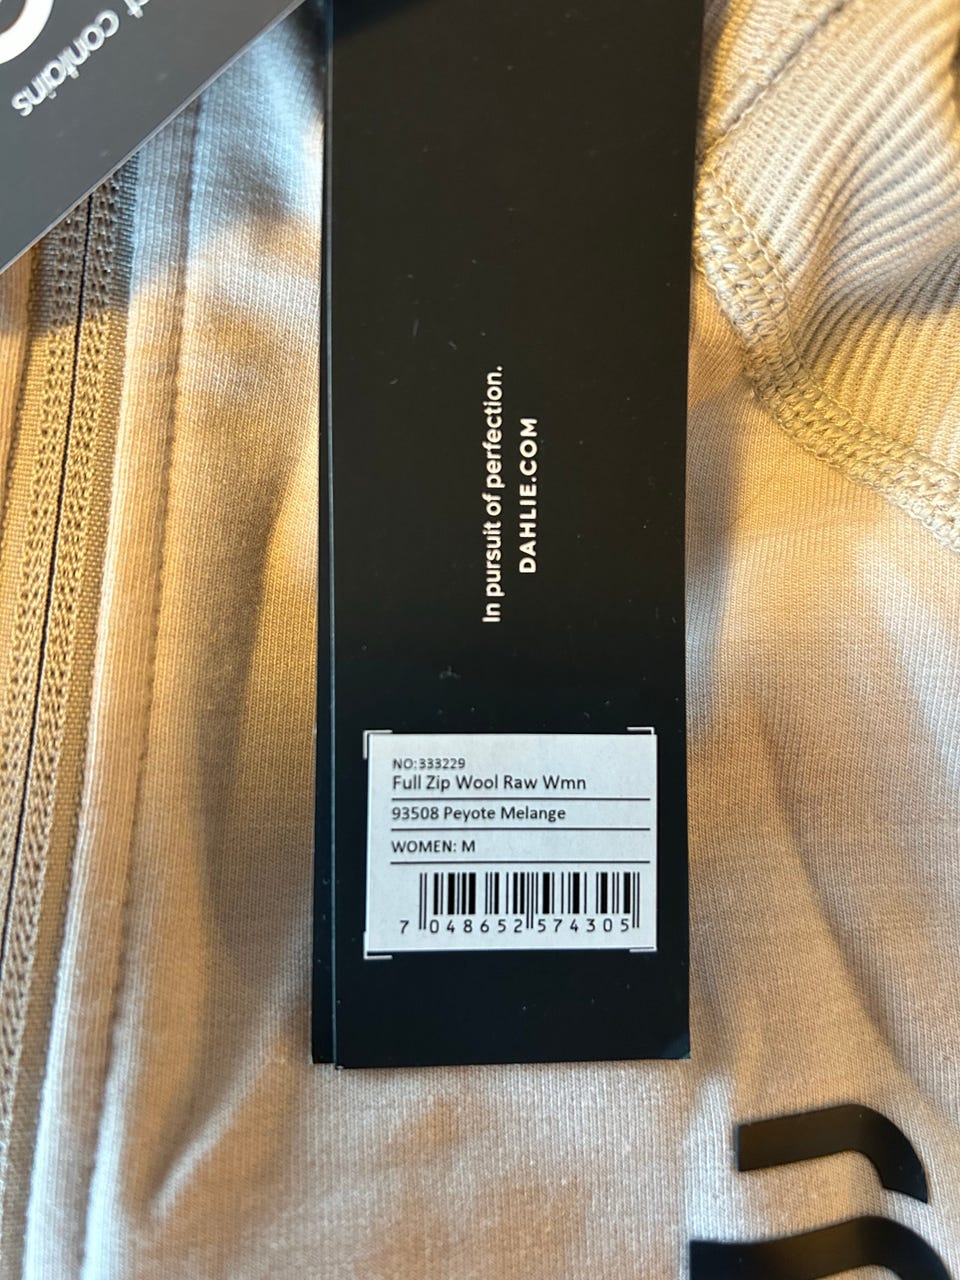 contains
In pursuit of perfection.
DAHLIE.COM
NO:333229
Full Zip Wool Raw Wmn
93508 Peyote Melange
WOMEN: M
7 048652 574305